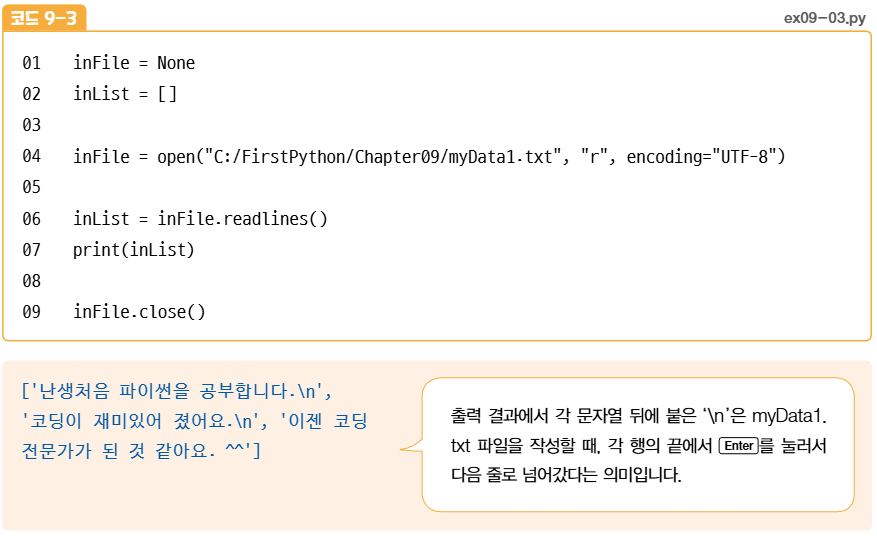 코드 9-3
ex09-03.py
01 inFile = None
02 inList = []
03
04 inFile = open("C:/FirstPython/Chapter09/myData1.txt", "r", encoding="UTF-8")
05
06 inList = inFile.readlines()
07 print(inList)
08
09 inFile.close()
['난생처음 파이썬을 공부합니다.\n',
'코딩이 재미있어 졌어요.\n', '이젠 코딩
전문가가 된 것 같아요. ^^']
출력 결과에서 각 문자열 뒤에 붙은 ‘\n’은 myData1.
txt 파일을 작성할 때, 각 행의 끝에서 Enter를 눌러서
다음 줄로 넘어갔다는 의미입니다.